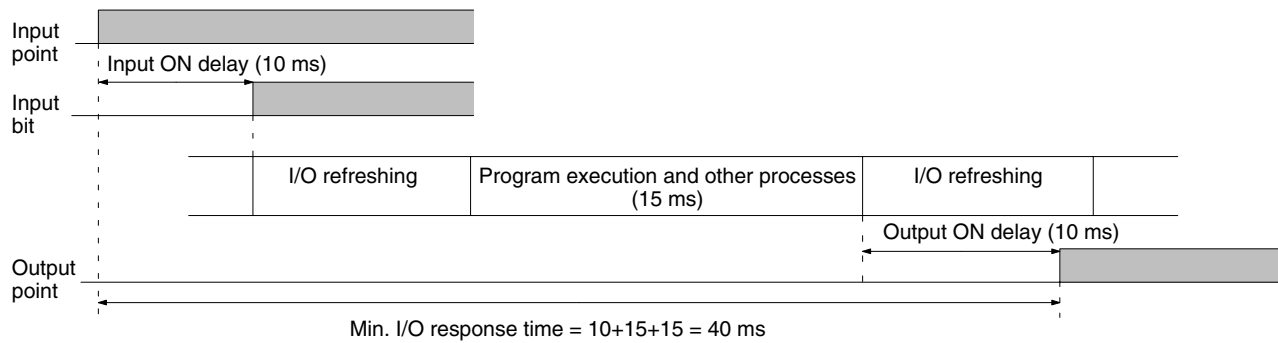 Input
point
Input ON delay (10 ms)
Input
bit
I/O refreshing
Program execution and other processes
(15 ms)
I/O refreshing
Output ON delay (10 ms)
Output
point
Min. I/O response time = 10+15+15 = 40 ms